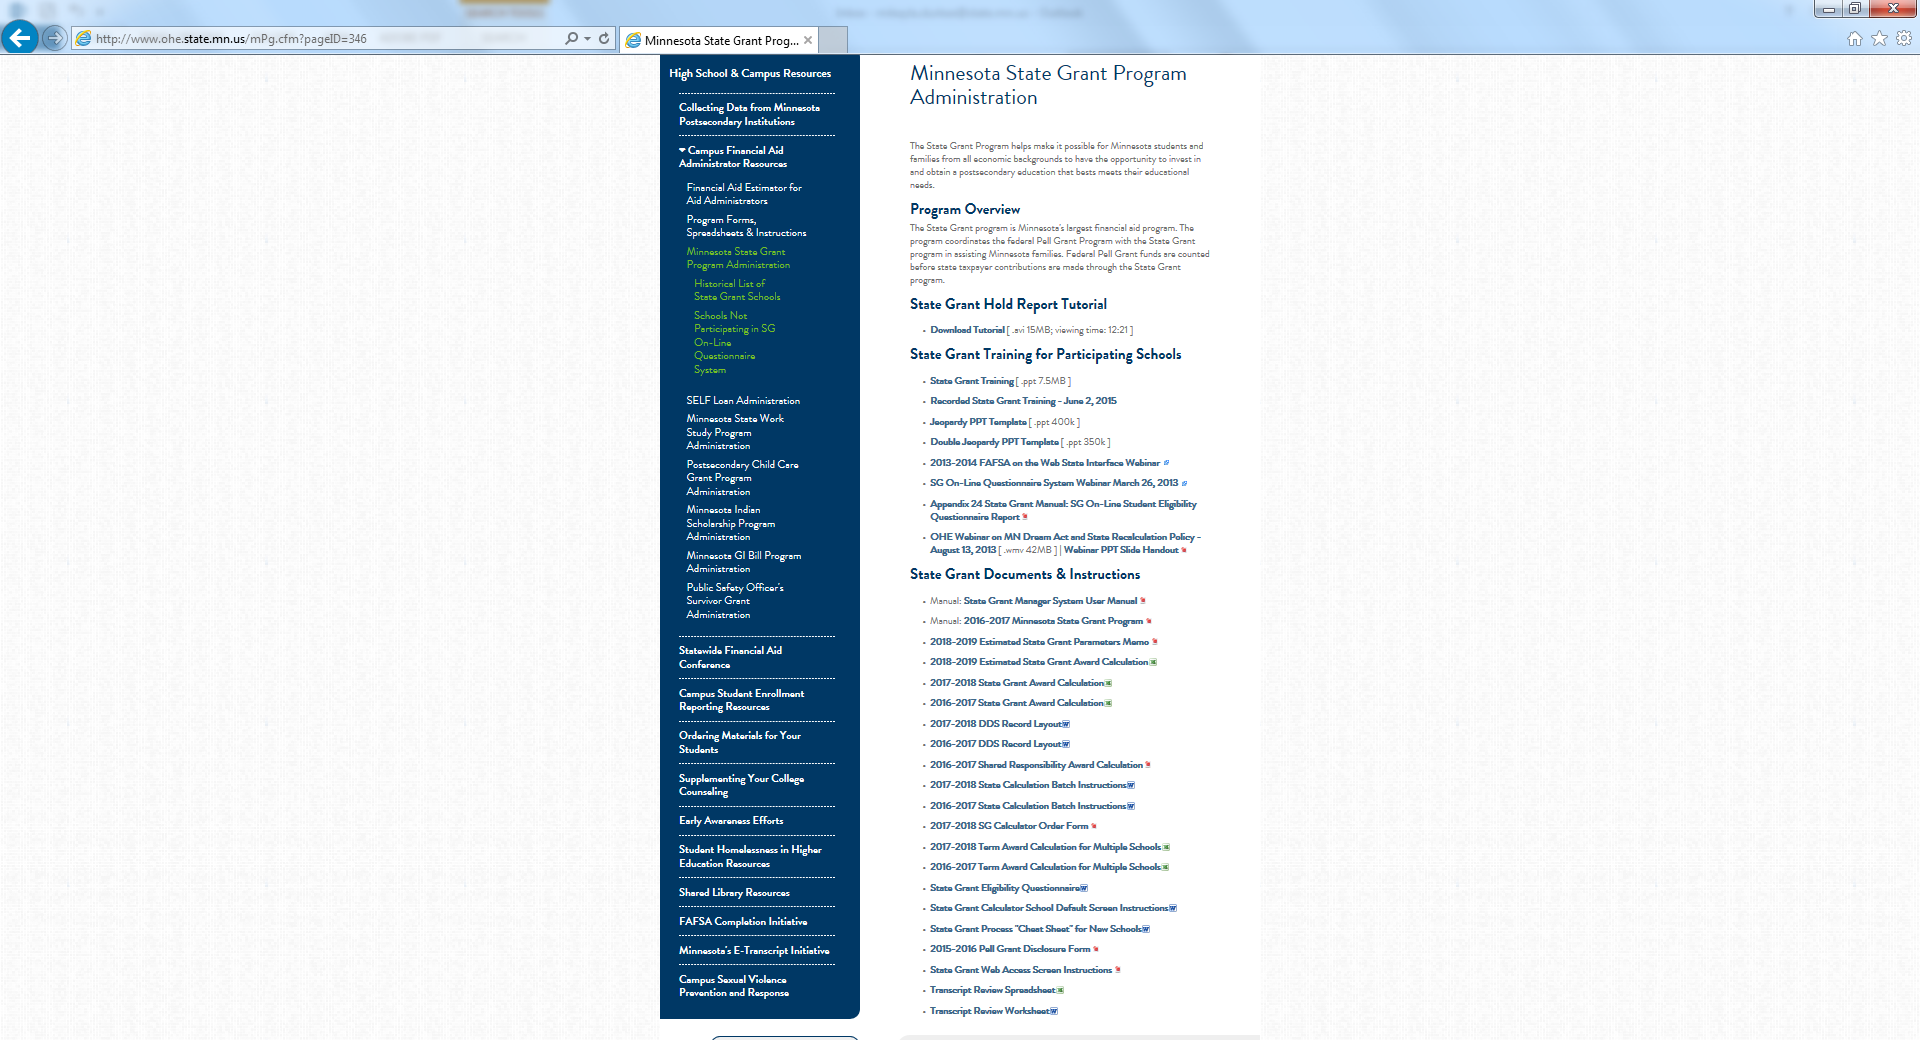 http://www.ohe.state.mn.us/mPg.cfm?pageID=346
Minnesota State Grant Prog...
High School & Campus Resources
Collecting Data from Minnesota
Postsecondary Institutions
Campus Financial Aid
Administrator Resources
Financial Aid Estimator for
Aid Administrators
Program Forms,
Spreadsheets & Instructions
Minnesota State Grant
Program Administration
Historical List of
State Grant Schools
Schools Not
Participating in SG
On-Line
Questionnaire
System
SELF Loan Administration
Minnesota State Work
Study Program
Administration
Postsecondary Child Care
Grant Program
Administration
Minnesota Indian
Scholarship Program
Administration
Minnesota GI Bill Program
Administration
Public Safety Officer's
Survivor Grant
Administration
Statewide Financial Aid
Conference
Campus Student Enrollment
Reporting Resources
Ordering Materials for Your
Students
Supplementing Your College
Counseling
Early Awareness Efforts
Student Homelessness in Higher
Education Resources
Shared Library Resources
FAFSA Completion Initiative
Minnesota's E-Transcript Initiative
Campus Sexual Violence
Prevention and Response
Minnesota State Grant Program
Administration
The State Grant Program helps make it possible for Minnesota students and
families from all economic backgrounds to have the opportunity to invest in
and obtain a postsecondary education that bests meets their educational
needs.
Program Overview
The State Grant program is Minnesota's largest financial aid program. The
program coordinates the federal Pell Grant Program with the State Grant
program in assisting Minnesota families. Federal Pell Grant funds are counted
before state taxpayer contributions are made through the State Grant
program.
State Grant Hold Report Tutorial
• Download Tutorial [ .avi 15MB; viewing time: 12:21 ]
State Grant Training for Participating Schools
• State Grant Training [ .ppt 7.5MB ]
• Recorded State Grant Training - June 2, 2015
• Jeopardy PPT Template [ .ppt 400k ]
• Double Jeopardy PPT Template [ .ppt 350k ]
• 2013-2014 FAFSA on the Web State Interface Webinar
• SG On-Line Questionnaire System Webinar March 26, 2013
• Appendix 24 State Grant Manual: SG On-Line Student Eligibility
Questionnaire Report
• OHE Webinar on MN Dream Act and State Recalculation Policy -
August 13, 2013 [ .wmv 42MB ] | Webinar PPT Slide Handout
State Grant Documents & Instructions
• Manual: State Grant Manager System User Manual
• Manual: 2016-2017 Minnesota State Grant Program
• 2018-2019 Estimated State Grant Parameters Memo
• 2018-2019 Estimated State Grant Award Calculation
• 2017-2018 State Grant Award Calculation
• 2016-2017 State Grant Award Calculation
• 2017-2018 DDS Record Layout
• 2016-2017 DDS Record Layout
• 2016-2017 Shared Responsibility Award Calculation
• 2017-2018 State Calculation Batch Instructions
• 2016-2017 State Calculation Batch Instructions
• 2017-2018 SG Calculator Order Form
• 2017-2018 Term Award Calculation for Multiple Schools
• 2016-2017 Term Award Calculation for Multiple Schools
• State Grant Eligibility Questionnaire
• State Grant Calculator School Default Screen Instructions
• State Grant Process "Cheat Sheet" for New Schools
• 2015-2016 Pell Grant Disclosure Form
• State Grant Web Access Screen Instructions
• Transcript Review Spreadsheet
• Transcript Review Worksheet